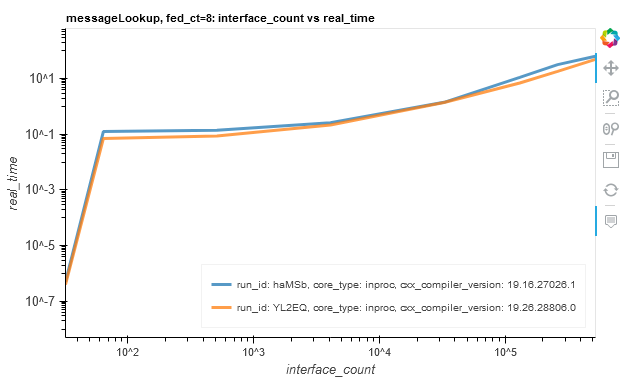 messageLookup, fed_ct=8: interface_count vs real_time
10^1
10^-1
10^-3
10^-5
10^-7
real_time
run_id: haMSb, core_type: inproc, cxx_compiler_version: 19.16.27026.1
run_id: YL2EQ, core_type: inproc, cxx_compiler_version: 19.26.28806.0
10^2
10^3
10^4
10^5
interface_count